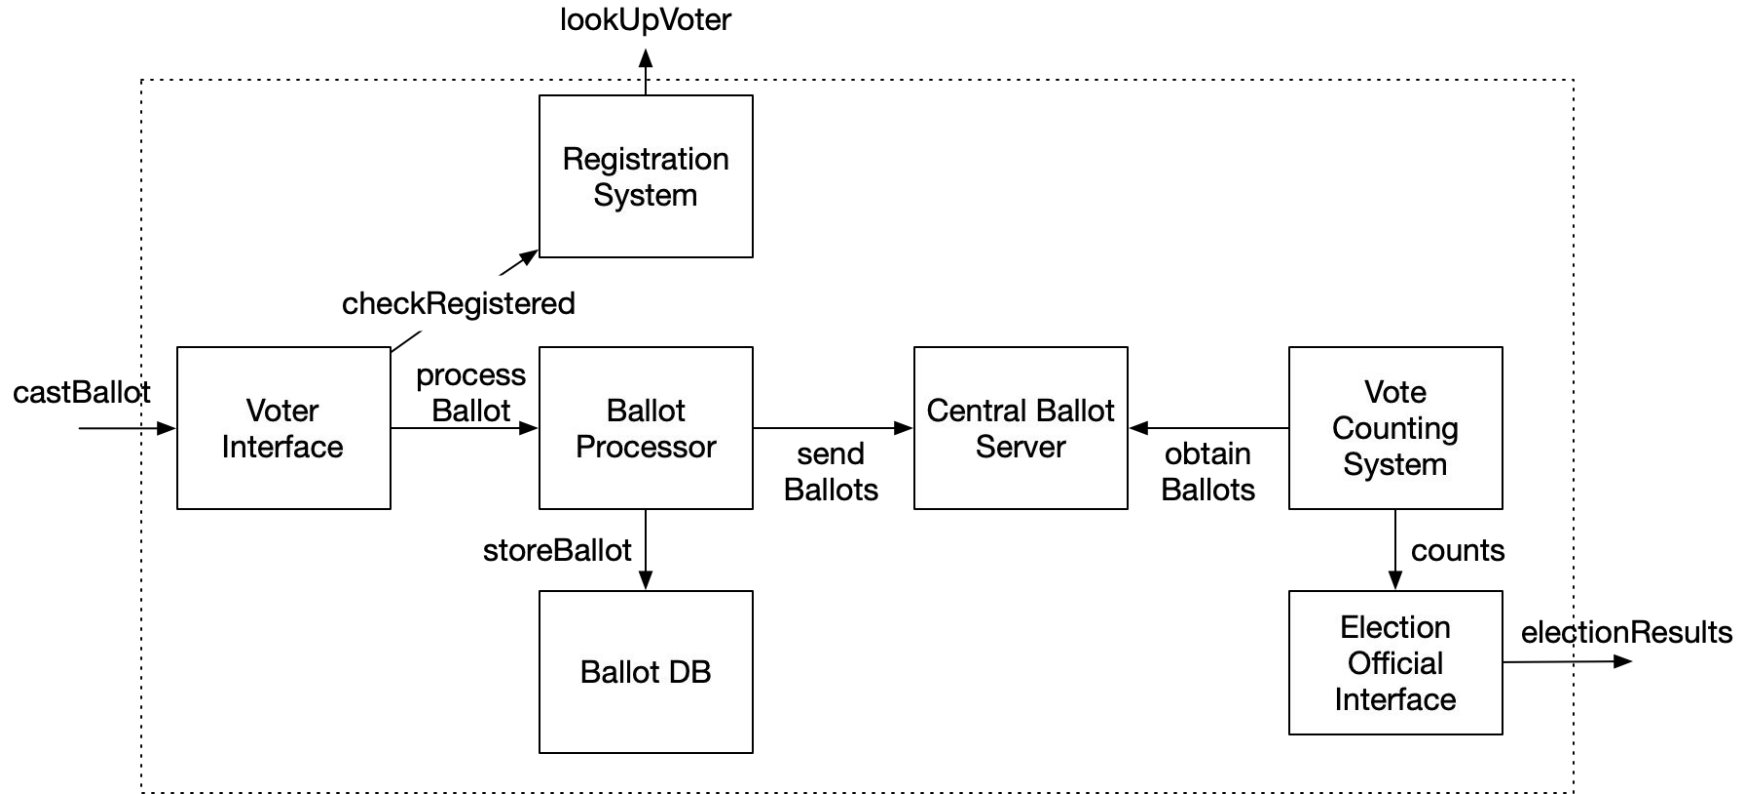 lookUpVoter
Registration
System
checkRegistered
castBallot
Voter
Interface
process
Ballot
Ballot
Processor
send
Ballots
Central Ballot
Server
obtain
Ballots
Vote
Counting
System
storeBallot
counts
Ballot DB
Election
Official
Interface
electionResults